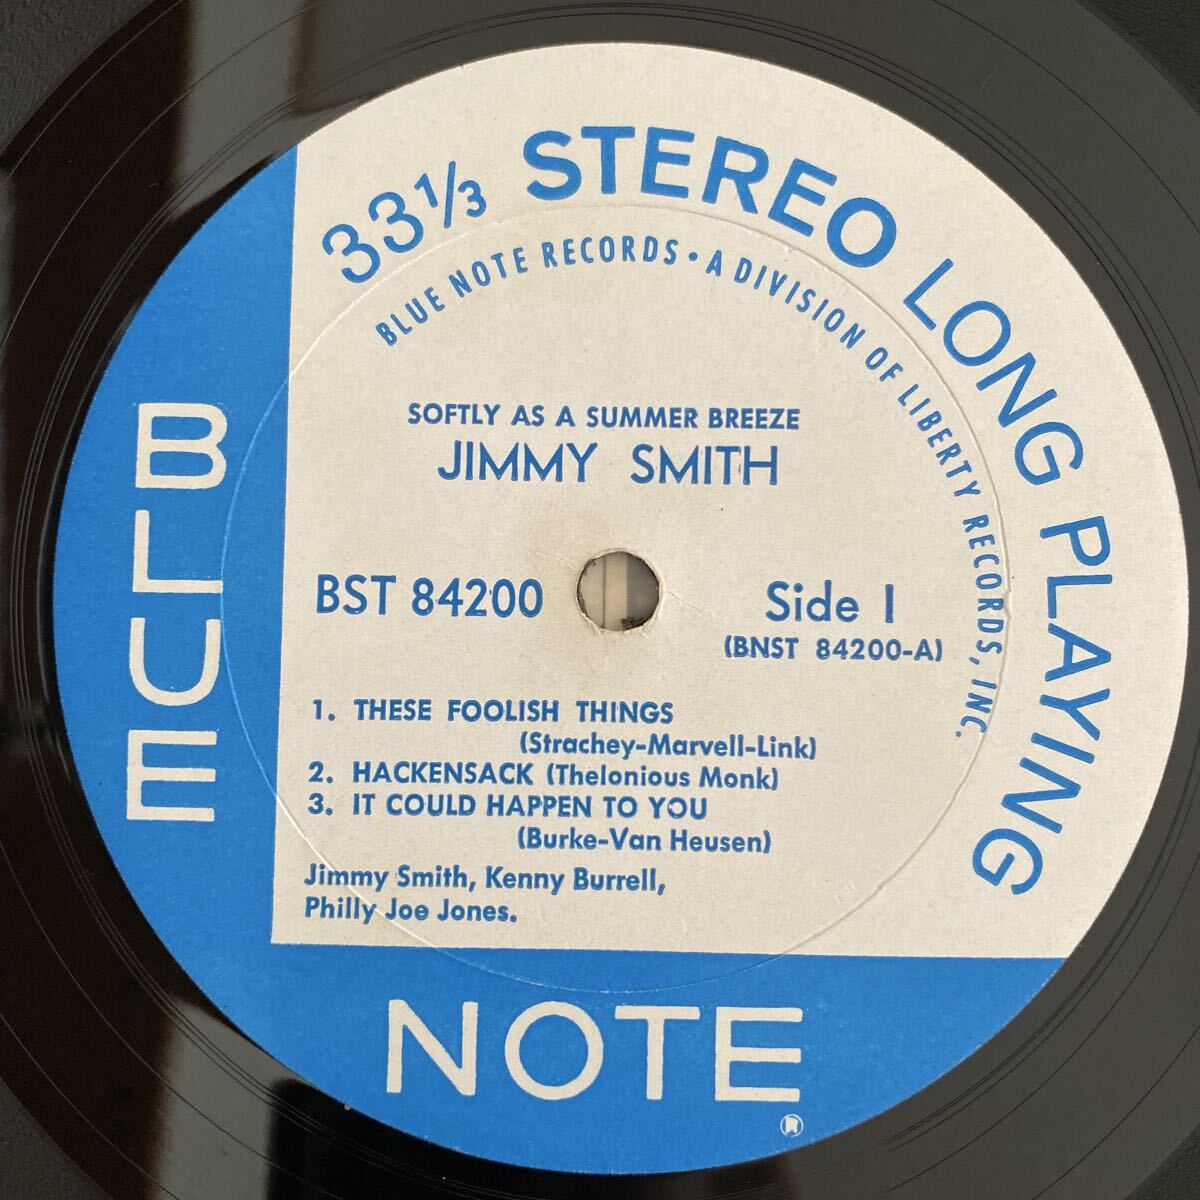 33⅓ STEREO LONG PLAYING
BLUE NOTE RECORDS • A DIVISION OF LIBERTY RECORDS, INC.
SOFTLY AS A SUMMER BREEZE
JIMMY SMITH
BST 84200
Side 1
(BNST 84200-A)
1. THESE FOOLISH THINGS
(Strachey-Marvell-Link)
2. HACKENSACK (Thelonious Monk)
3. IT COULD HAPPEN TO YOU
(Burke-Van Heusen)
Jimmy Smith, Kenny Burrell,
Philly Joe Jones.
BLUE
NOTE